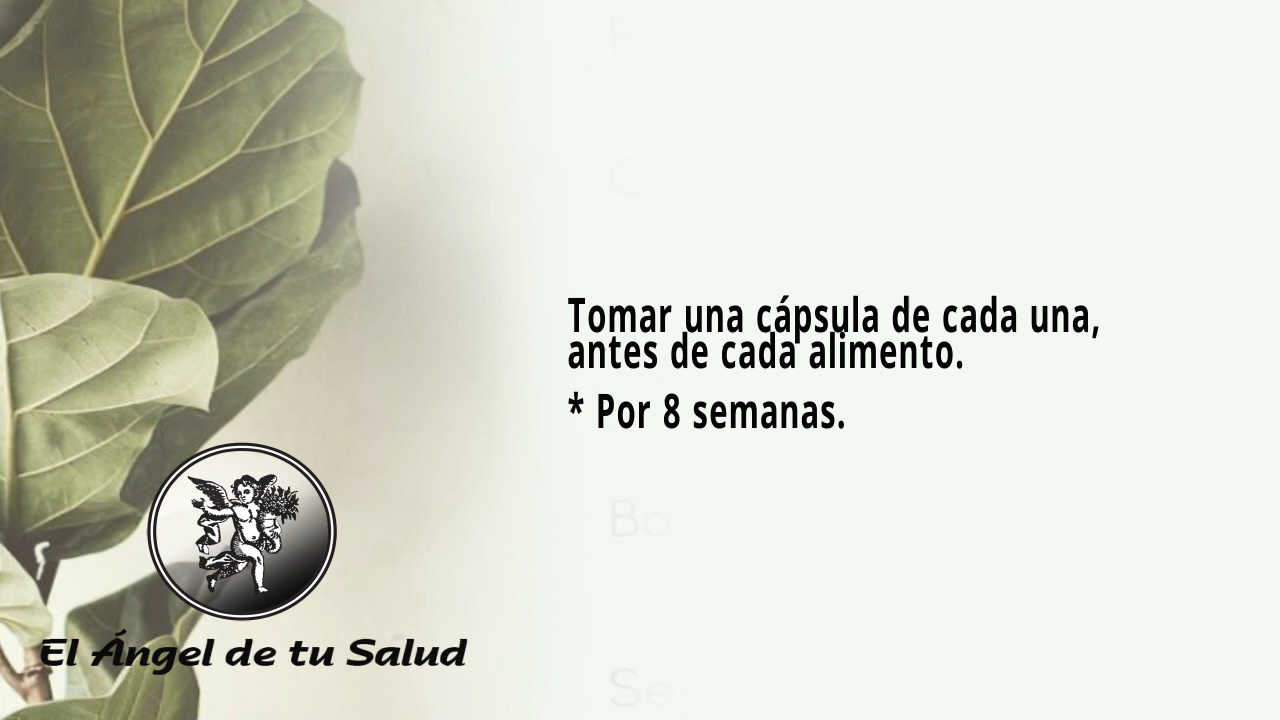 Tomar una cápsula de cada una,
antes de cada alimento.
* Por 8 semanas.
El Ángel de tu Salud